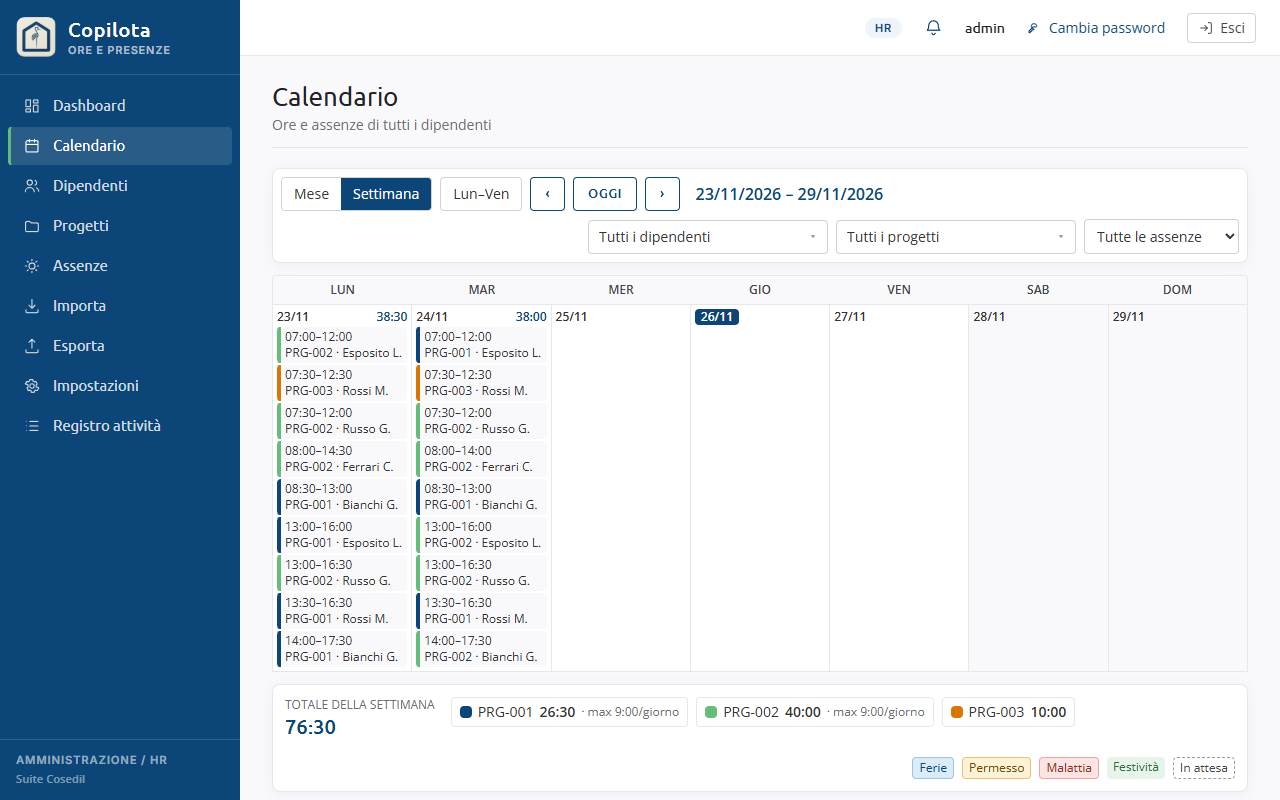 Copilota
ORE E PRESENZE
HR
admin
Cambia password
Esci
Dashboard
Calendario
Dipendenti
Progetti
Assenze
Importa
Esporta
Impostazioni
Registro attività
AMMINISTRAZIONE / HR
Suite Cosedil
Calendario
Ore e assenze di tutti i dipendenti
Mese
Settimana
Lun–Ven
‹
OGGI
›
23/11/2026 – 29/11/2026
Tutti i dipendenti
Tutti i progetti
Tutte le assenze
LUN MAR MER GIO VEN SAB DOM
23/11 38:30
07:00–12:00
PRG-002 · Esposito L.
07:30–12:30
PRG-003 · Rossi M.
07:30–12:00
PRG-002 · Russo G.
08:00–14:30
PRG-002 · Ferrari C.
08:30–13:00
PRG-001 · Bianchi G.
13:00–16:00
PRG-001 · Esposito L.
13:00–16:30
PRG-002 · Russo G.
13:30–16:30
PRG-001 · Rossi M.
14:00–17:30
PRG-001 · Bianchi G.
24/11 38:00
07:00–12:00
PRG-001 · Esposito L.
07:30–12:30
PRG-003 · Rossi M.
07:30–12:00
PRG-002 · Russo G.
08:00–14:00
PRG-002 · Ferrari C.
08:30–13:00
PRG-001 · Bianchi G.
13:00–16:00
PRG-002 · Esposito L.
13:00–16:30
PRG-002 · Russo G.
13:30–16:30
PRG-001 · Rossi M.
14:00–17:30
PRG-002 · Bianchi G.
25/11
26/11
27/11
28/11
29/11
TOTALE DELLA SETTIMANA
76:30
PRG-001 26:30 · max 9:00/giorno
PRG-002 40:00 · max 9:00/giorno
PRG-003 10:00
Ferie
Permesso
Malattia
Festività
In attesa